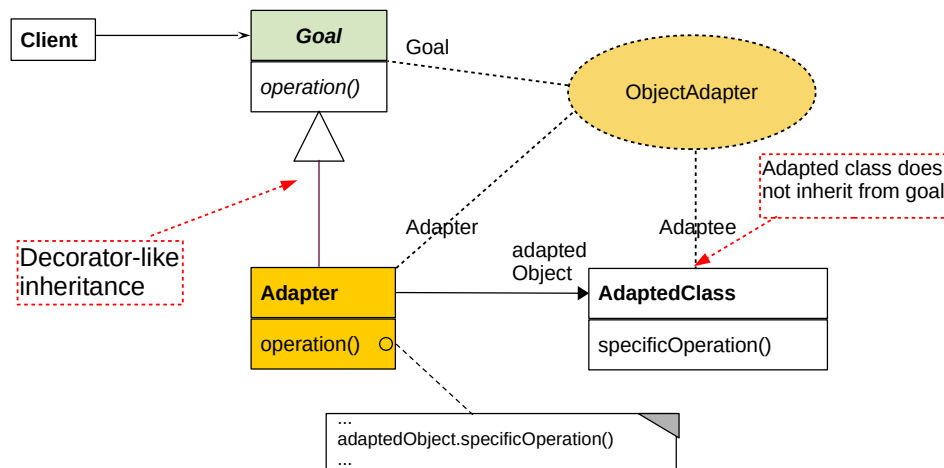 Client
Goal
operation()
Goal
ObjectAdapter
Adapted class does
not inherit from goal
Adapter
Adaptee
Decorator-like
inheritance
adapted
Object
Adapter
operation()
AdaptedClass
specificOperation()
...
adaptedObject.specificOperation()
...